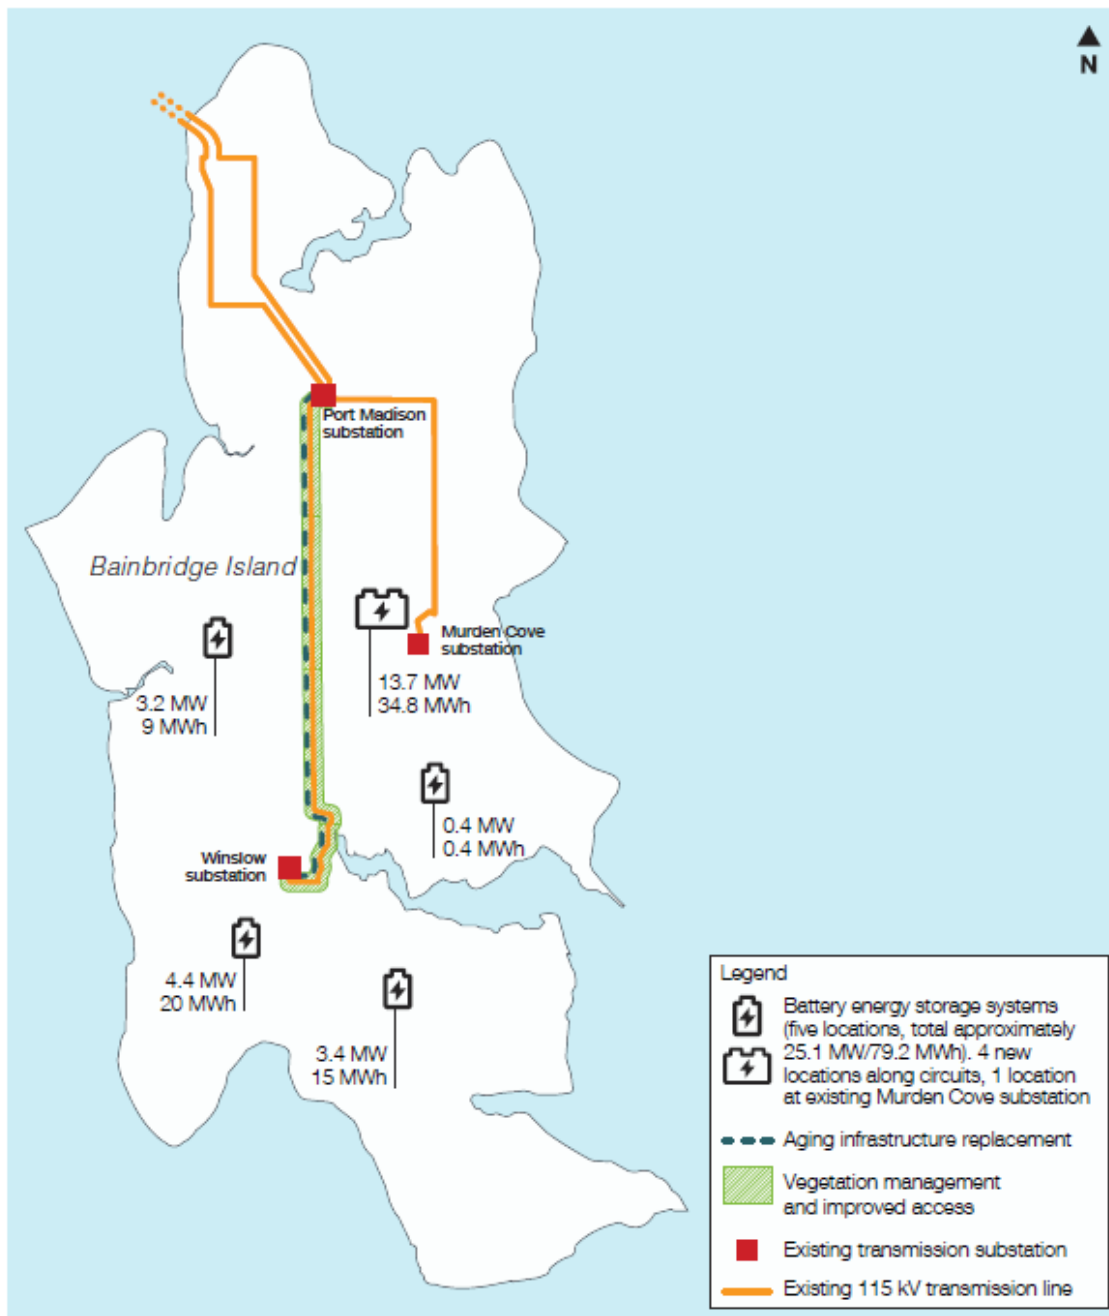 N
Port Madison
substation
Bainbridge Island
Murden Cove
substation
13.7 MW
34.8 MWh
3.2 MW
9 MWh
0.4 MW
0.4 MWh
Winslow
substation
4.4 MW
20 MWh
3.4 MW
15 MWh
Legend
Battery energy storage systems
(five locations, total approximately
25.1 MW/79.2 MWh). 4 new
locations along circuits, 1 location
at existing Murden Cove substation
Aging infrastructure replacement
Vegetation management
and improved access
Existing transmission substation
Existing 115 kV transmission line